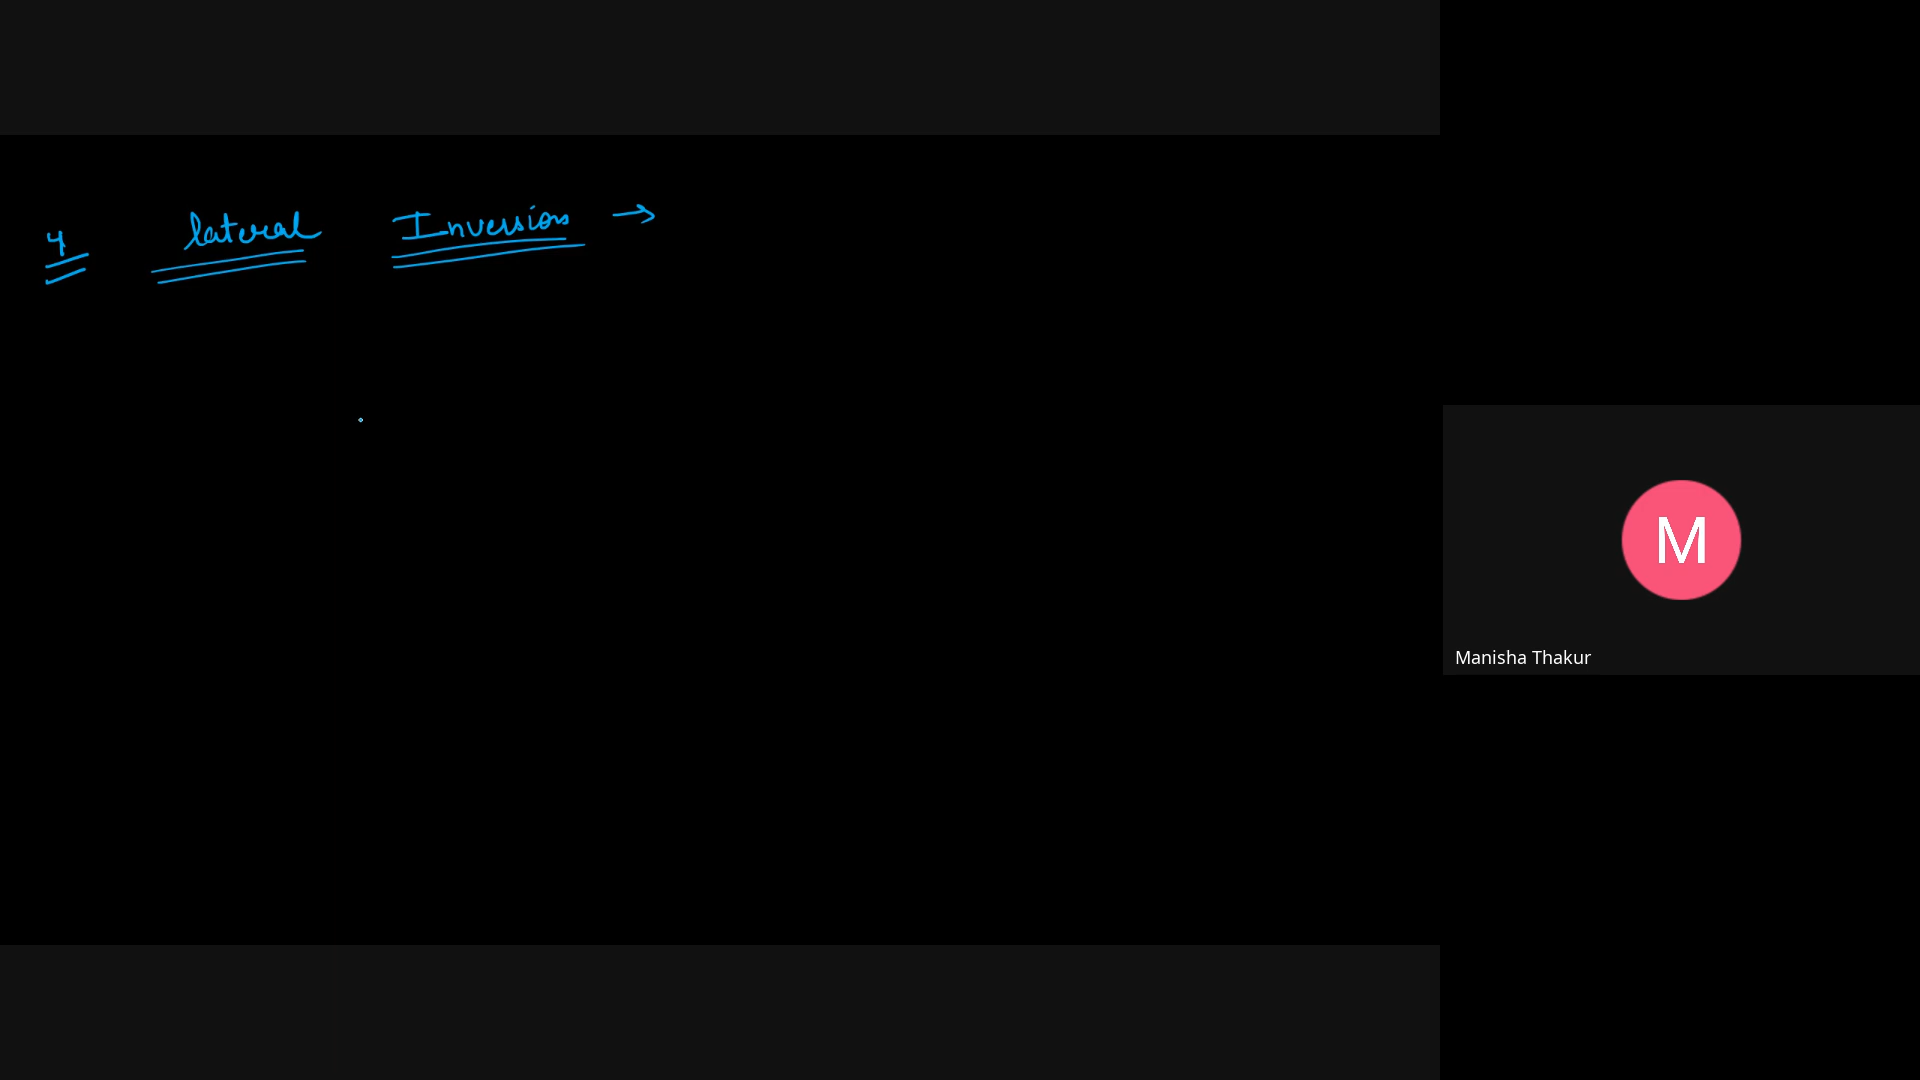 4 lateral Inversion →
M
Manisha Thakur